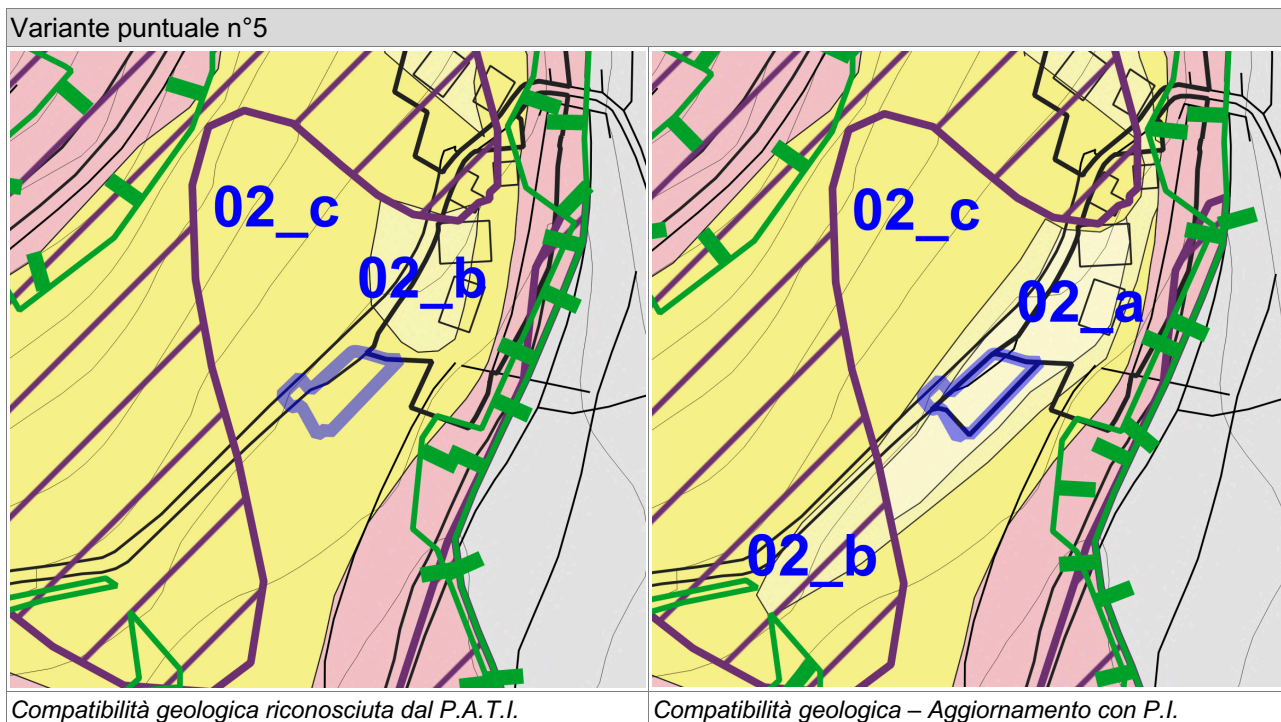 Variante puntuale n°5
02_c
02_b
02_c
02_a
02_b
Compatibilità geologica riconosciuta dal P.A.T.I.
Compatibilità geologica – Aggiornamento con P.I.